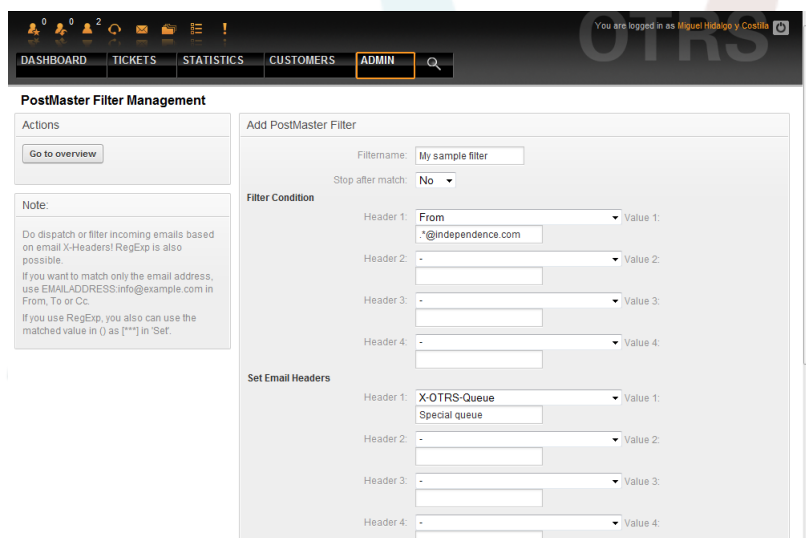 0 0 2
You are logged in as Miguel Hidalgo y Costilla
OTRS
DASHBOARD TICKETS STATISTICS CUSTOMERS ADMIN
PostMaster Filter Management
Actions
Go to overview
Note:
Do dispatch or filter incoming emails based
on email X-Headers! RegExp is also
possible.
If you want to match only the email address,
use EMAILADDRESS:info@example.com in
From, To or Cc.
If you use RegExp, you also can use the
matched value in () as [***] in 'Set'.
Add PostMaster Filter
Filtername: My sample filter
Stop after match: No
Filter Condition
Header 1: From Value 1:
.*@independence.com
Header 2: - Value 2:
Header 3: - Value 3:
Header 4: - Value 4:
Set Email Headers
Header 1: X-OTRS-Queue Value 1:
Special queue
Header 2: - Value 2:
Header 3: - Value 3:
Header 4: - Value 4: